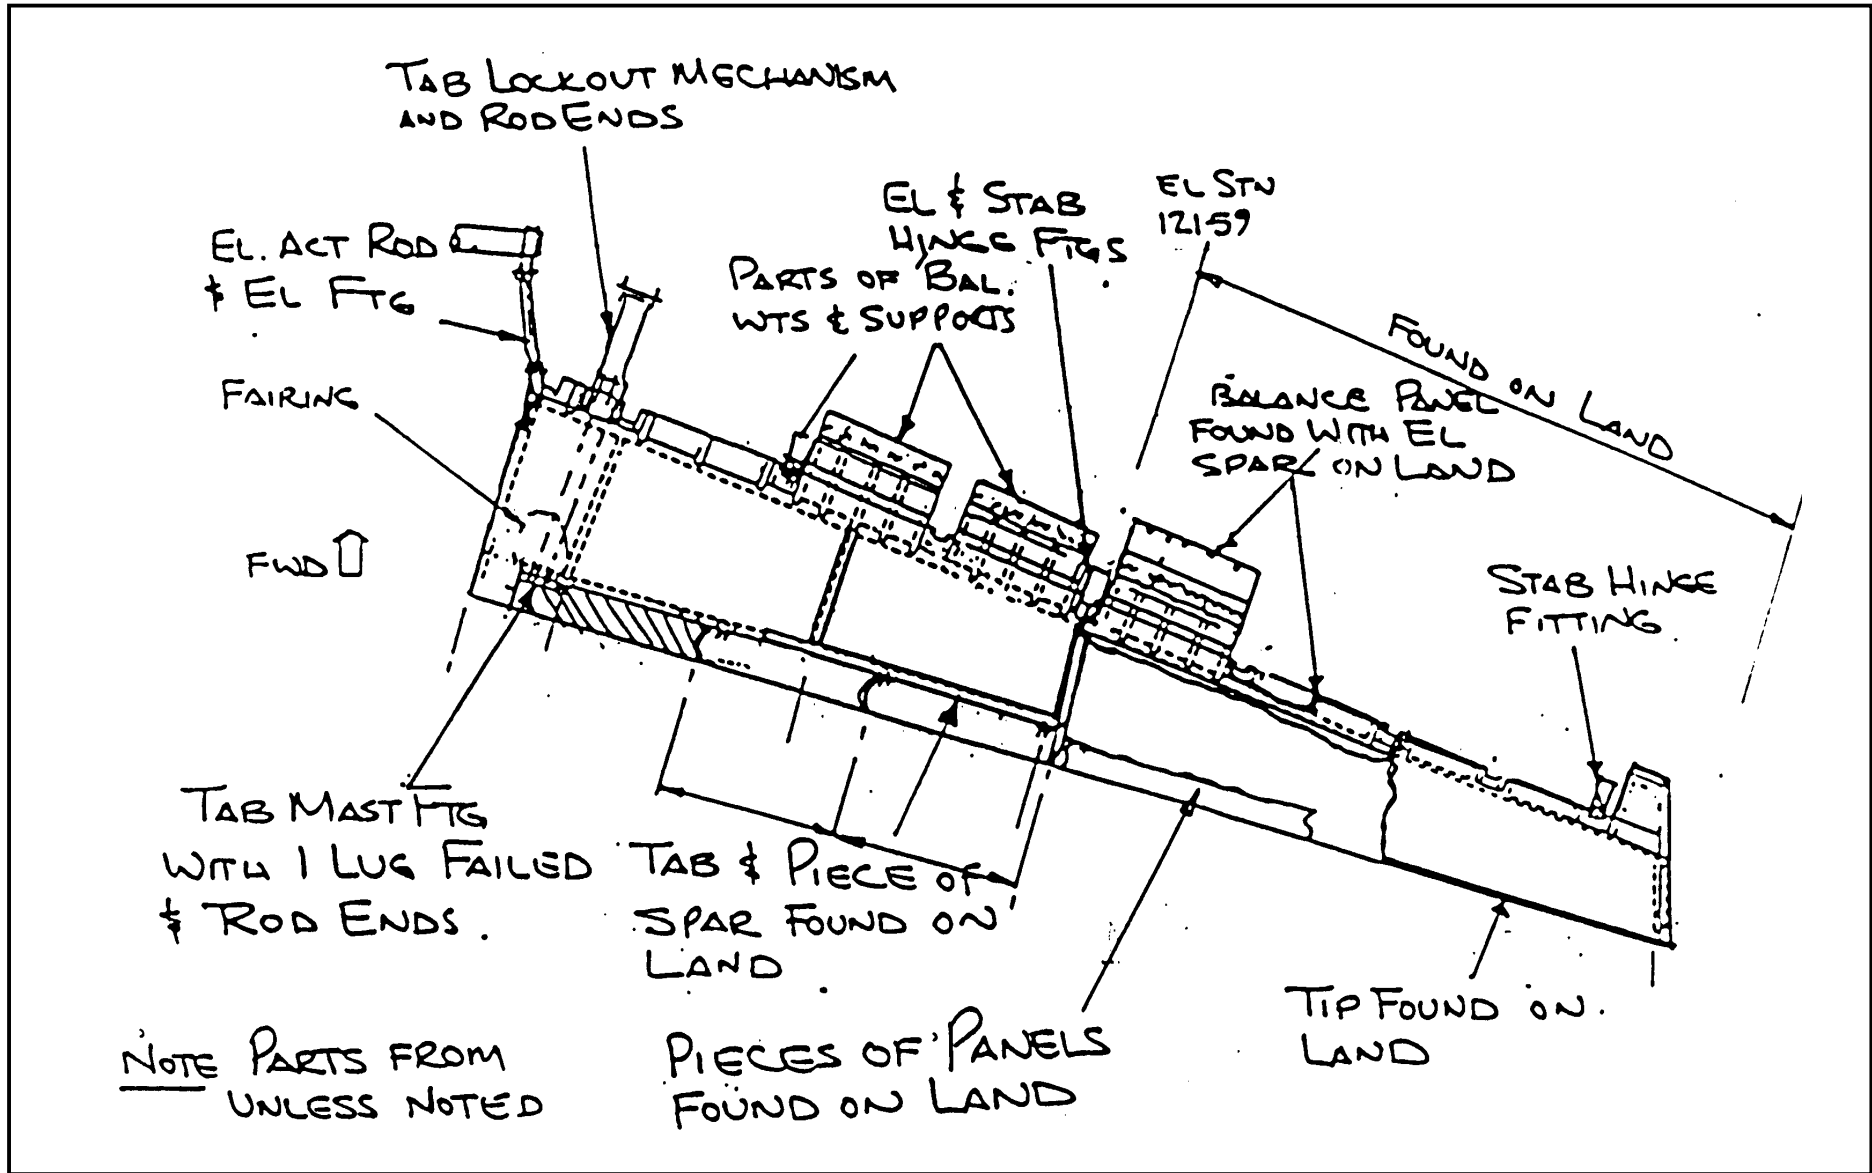 TAB LOCKOUT MECHANISM
AND ROD ENDS
EL & STAB
HINGE FTGS
EL STN
121.59
EL. ACT ROD
& EL FTG
PARTS OF BAL.
WTS & SUPPORTS
FOUND ON LAND
FAIRING
BALANCE PANEL
FOUND WITH EL
SPAR ON LAND
FWD
STAB HINGE
FITTING
TAB MAST FTG
WITH 1 LUG FAILED
& ROD ENDS.
TAB & PIECE OF
SPAR FOUND ON
LAND
TIP FOUND ON
LAND
NOTE PARTS FROM
UNLESS NOTED
PIECES OF PANELS
FOUND ON LAND